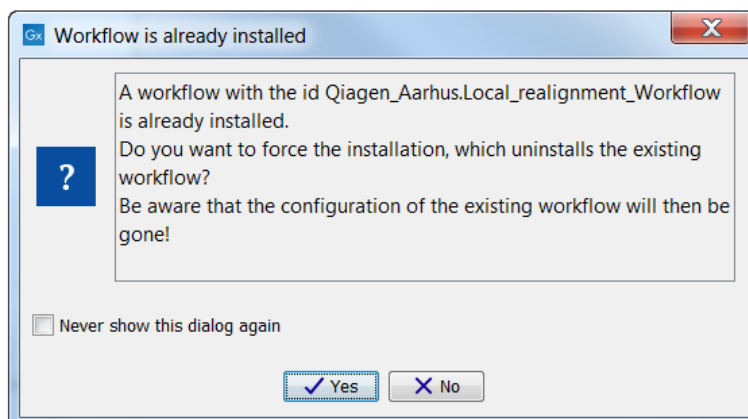 Gx Workflow is already installed
A workflow with the id Qiagen_Aarhus.Local_realignment_Workflow
is already installed.
Do you want to force the installation, which uninstalls the existing
workflow?
Be aware that the configuration of the existing workflow will then be
gone!
?
Never show this dialog again
Yes No